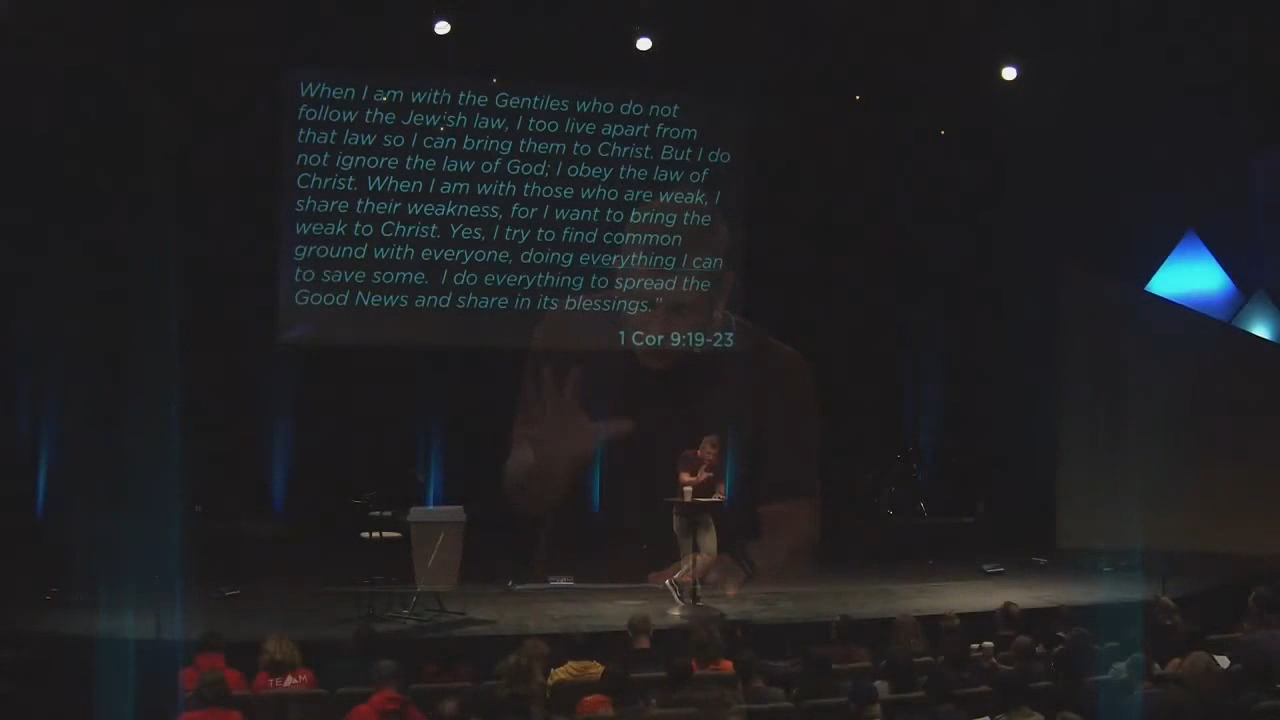 When I am with the Gentiles who do not
follow the Jewish law, I too live apart from
that law so I can bring them to Christ. But I do
not ignore the law of God; I obey the law of
Christ. When I am with those who are weak, I
share their weakness, for I want to bring the
weak to Christ. Yes, I try to find common
ground with everyone, doing everything I can
to save some.  I do everything to spread the
Good News and share in its blessings."
1 Cor 9:19-23
TEAM